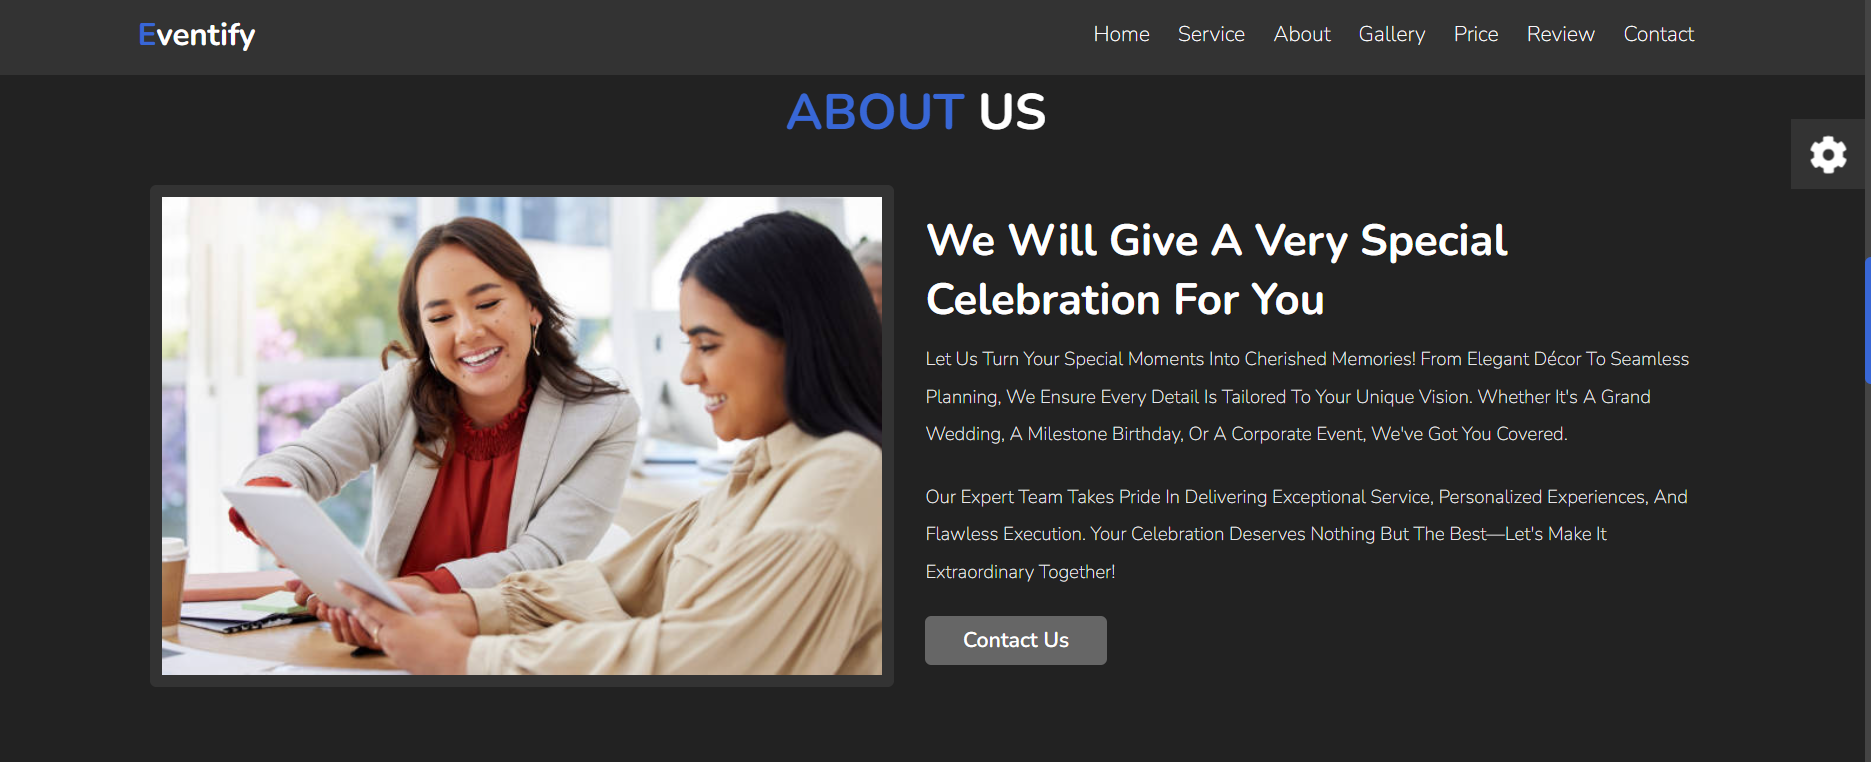 Eventify
Home Service About Gallery Price Review Contact
ABOUT US
We Will Give A Very Special
Celebration For You
Let Us Turn Your Special Moments Into Cherished Memories! From Elegant Décor To Seamless
Planning, We Ensure Every Detail Is Tailored To Your Unique Vision. Whether It's A Grand
Wedding, A Milestone Birthday, Or A Corporate Event, We've Got You Covered.
Our Expert Team Takes Pride In Delivering Exceptional Service, Personalized Experiences, And
Flawless Execution. Your Celebration Deserves Nothing But The Best—Let's Make It
Extraordinary Together!
Contact Us